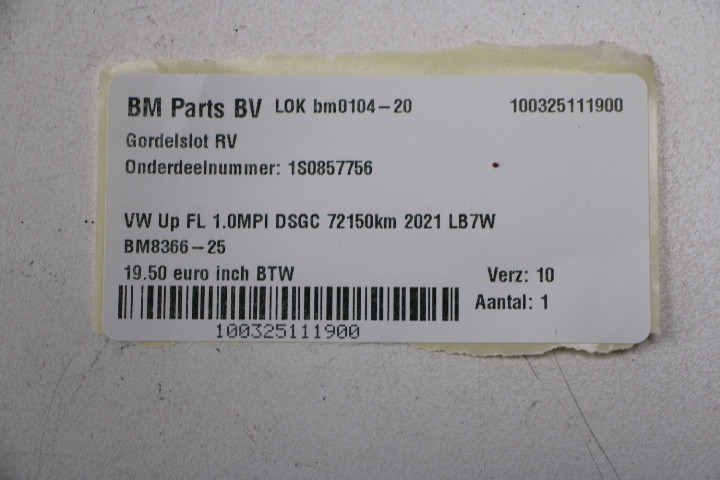 BM Parts BV LOK bm0104-20 100325111900
Gordelslot RV
Onderdeelnummer: 1S0857756
VW Up FL 1.0MPI DSGC 72150km 2021 LB7W
BM8366-25
19.50 euro inch BTW Verz: 10
Aantal: 1
100325111900